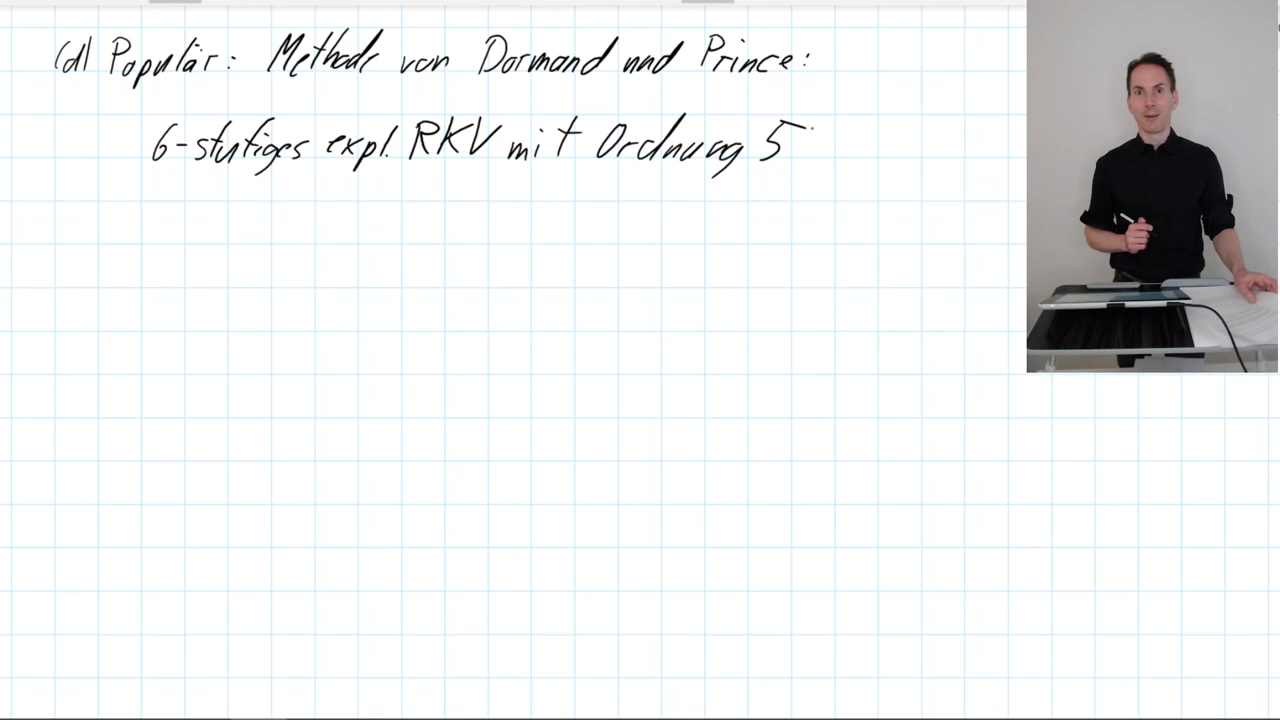 (d) Populär: Methode von Dormand und Prince:
6-stufiges expl. RKV mit Ordnung 5